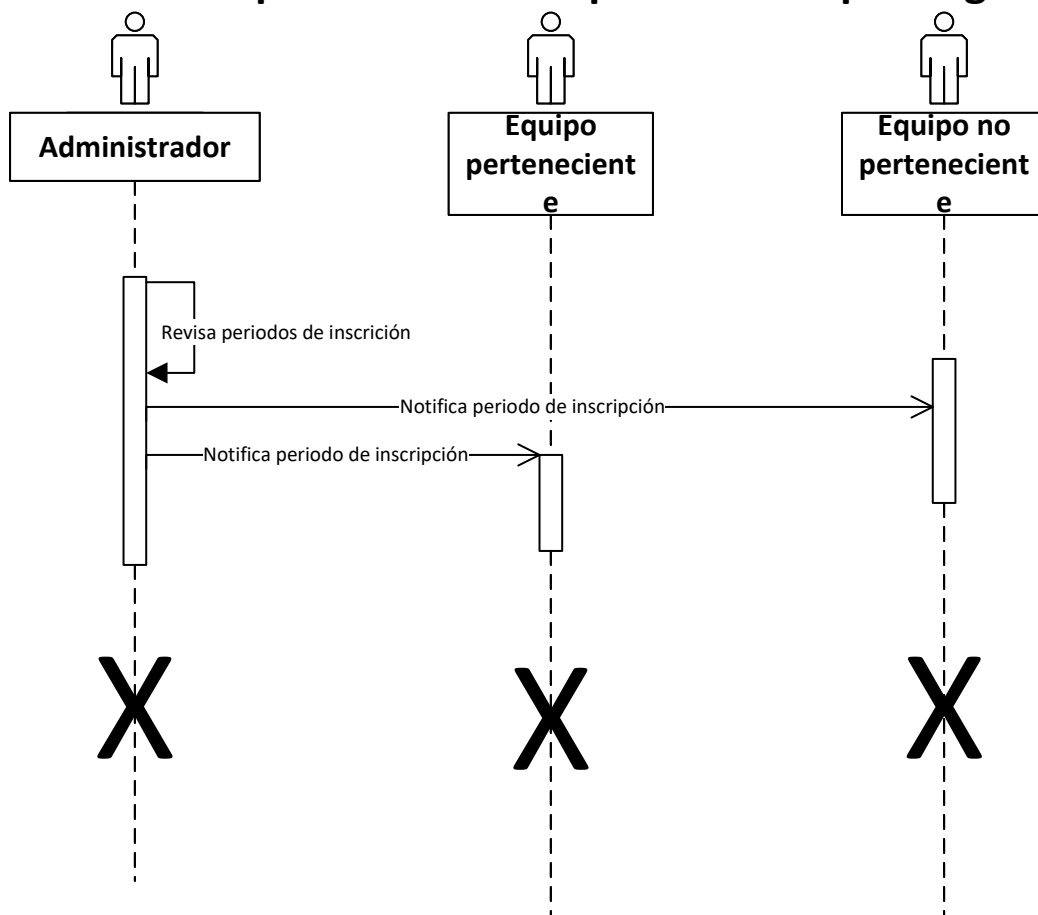 Administrador
Equipo
pertenecient
e
Equipo no
pertenecient
e
Revisa periodos de inscrición
Notifica periodo de inscripción
Notifica periodo de inscripción
X
X
X